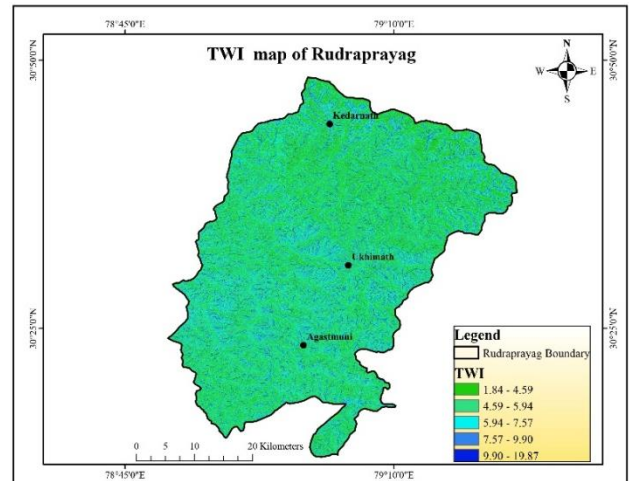 78°45'0"E 79°10'0"E
TWI map of Rudraprayag
N
W E
S
30°50'0"N 30°50'0"N
Kedarnath
Ukhimath
30°25'0"N 30°25'0"N
Agastmuni
Legend
Rudraprayag Boundary
TWI
1.84 - 4.59
4.59 - 5.94
5.94 - 7.57
7.57 - 9.90
9.90 - 19.87
0 5 10 20 Kilometers
78°45'0"E 79°10'0"E